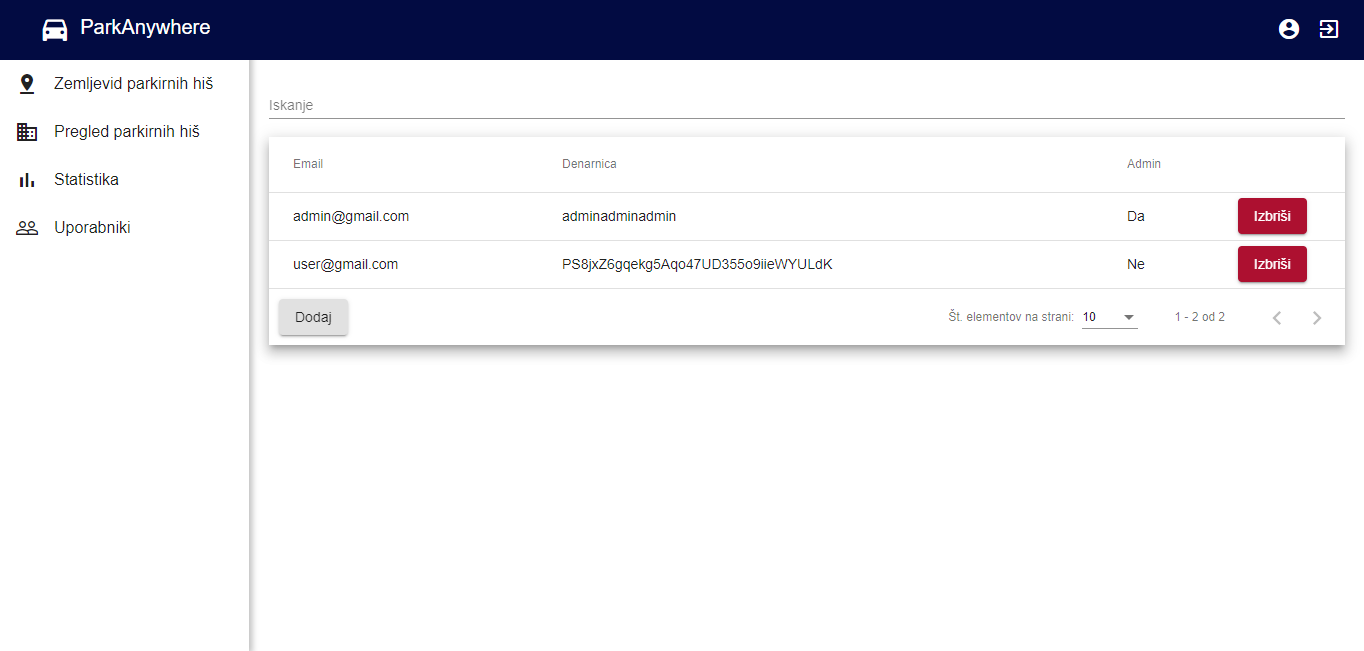 ParkAnywhere
Zemljevid parkirnih hiš
Pregled parkirnih hiš
Statistika
Uporabniki
Iskanje
Email Denarnica Admin
admin@gmail.com adminadminadmin Da Izbriši
user@gmail.com PS8jxZ6gqekg5Aqo47UD355o9iieWYULdK Ne Izbriši
Dodaj Št. elementov na strani: 10 1 - 2 od 2